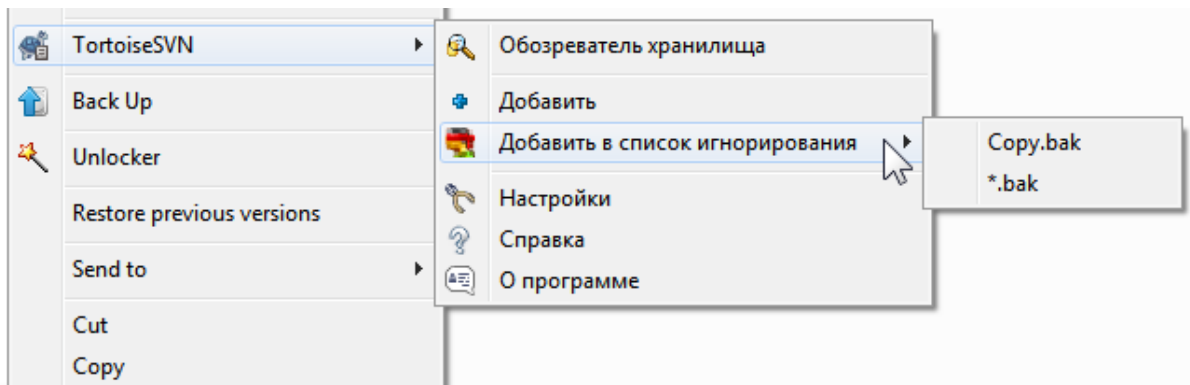 TortoiseSVN
Back Up
Unlocker
Restore previous versions
Send to
Cut
Copy
Обозреватель хранилища
Добавить
Добавить в список игнорирования
Настройки
Справка
О программе
Copy.bak
*.bak